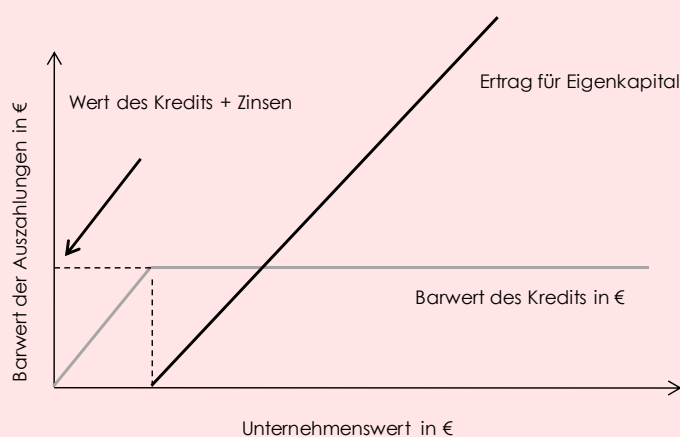 Ertrag für Eigenkapital
Wert des Kredits + Zinsen
Barwert der Auszahlungen in €
Barwert des Kredits in €
Unternehmenswert in €